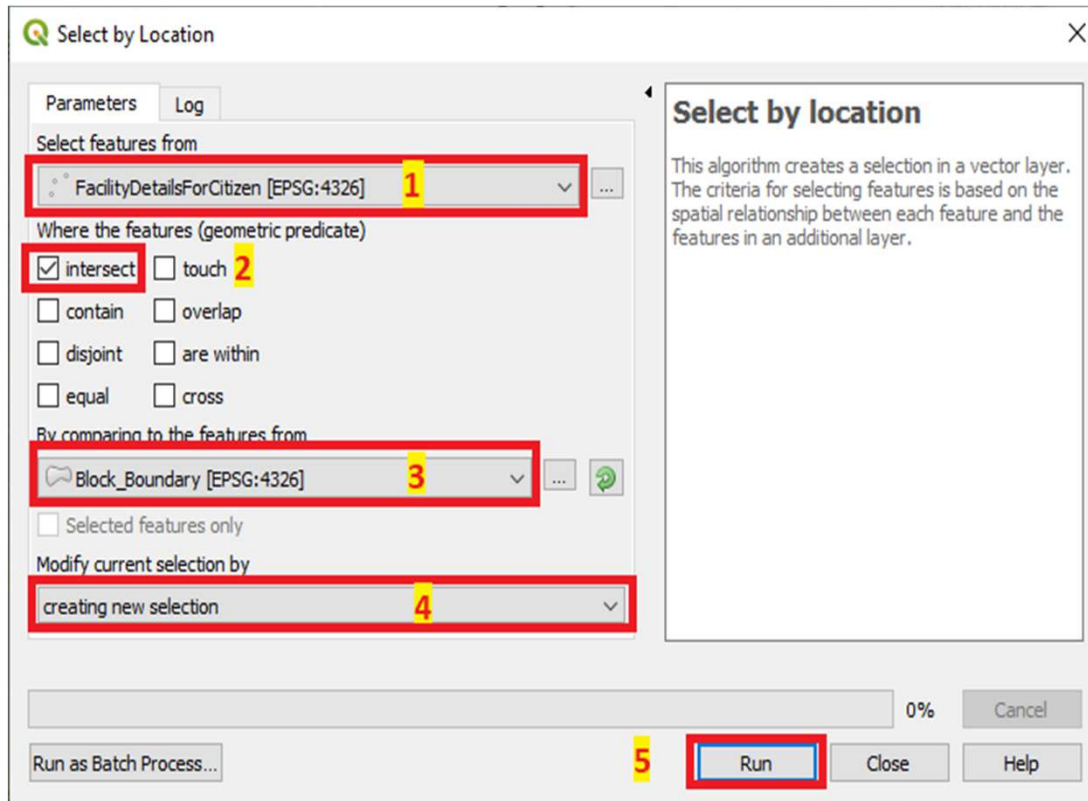 Select by Location
Parameters Log
Select features from
FacilityDetailsForCitizen [EPSG:4326] 1 ...
Where the features (geometric predicate)
intersect touch 2
contain overlap
disjoint are within
equal cross
By comparing to the features from
Block_Boundary [EPSG:4326] 3 ...
Selected features only
Modify current selection by
creating new selection 4
Select by location
This algorithm creates a selection in a vector layer.
The criteria for selecting features is based on the
spatial relationship between each feature and the
features in an additional layer.
0% Cancel
Run as Batch Process... 5 Run Close Help